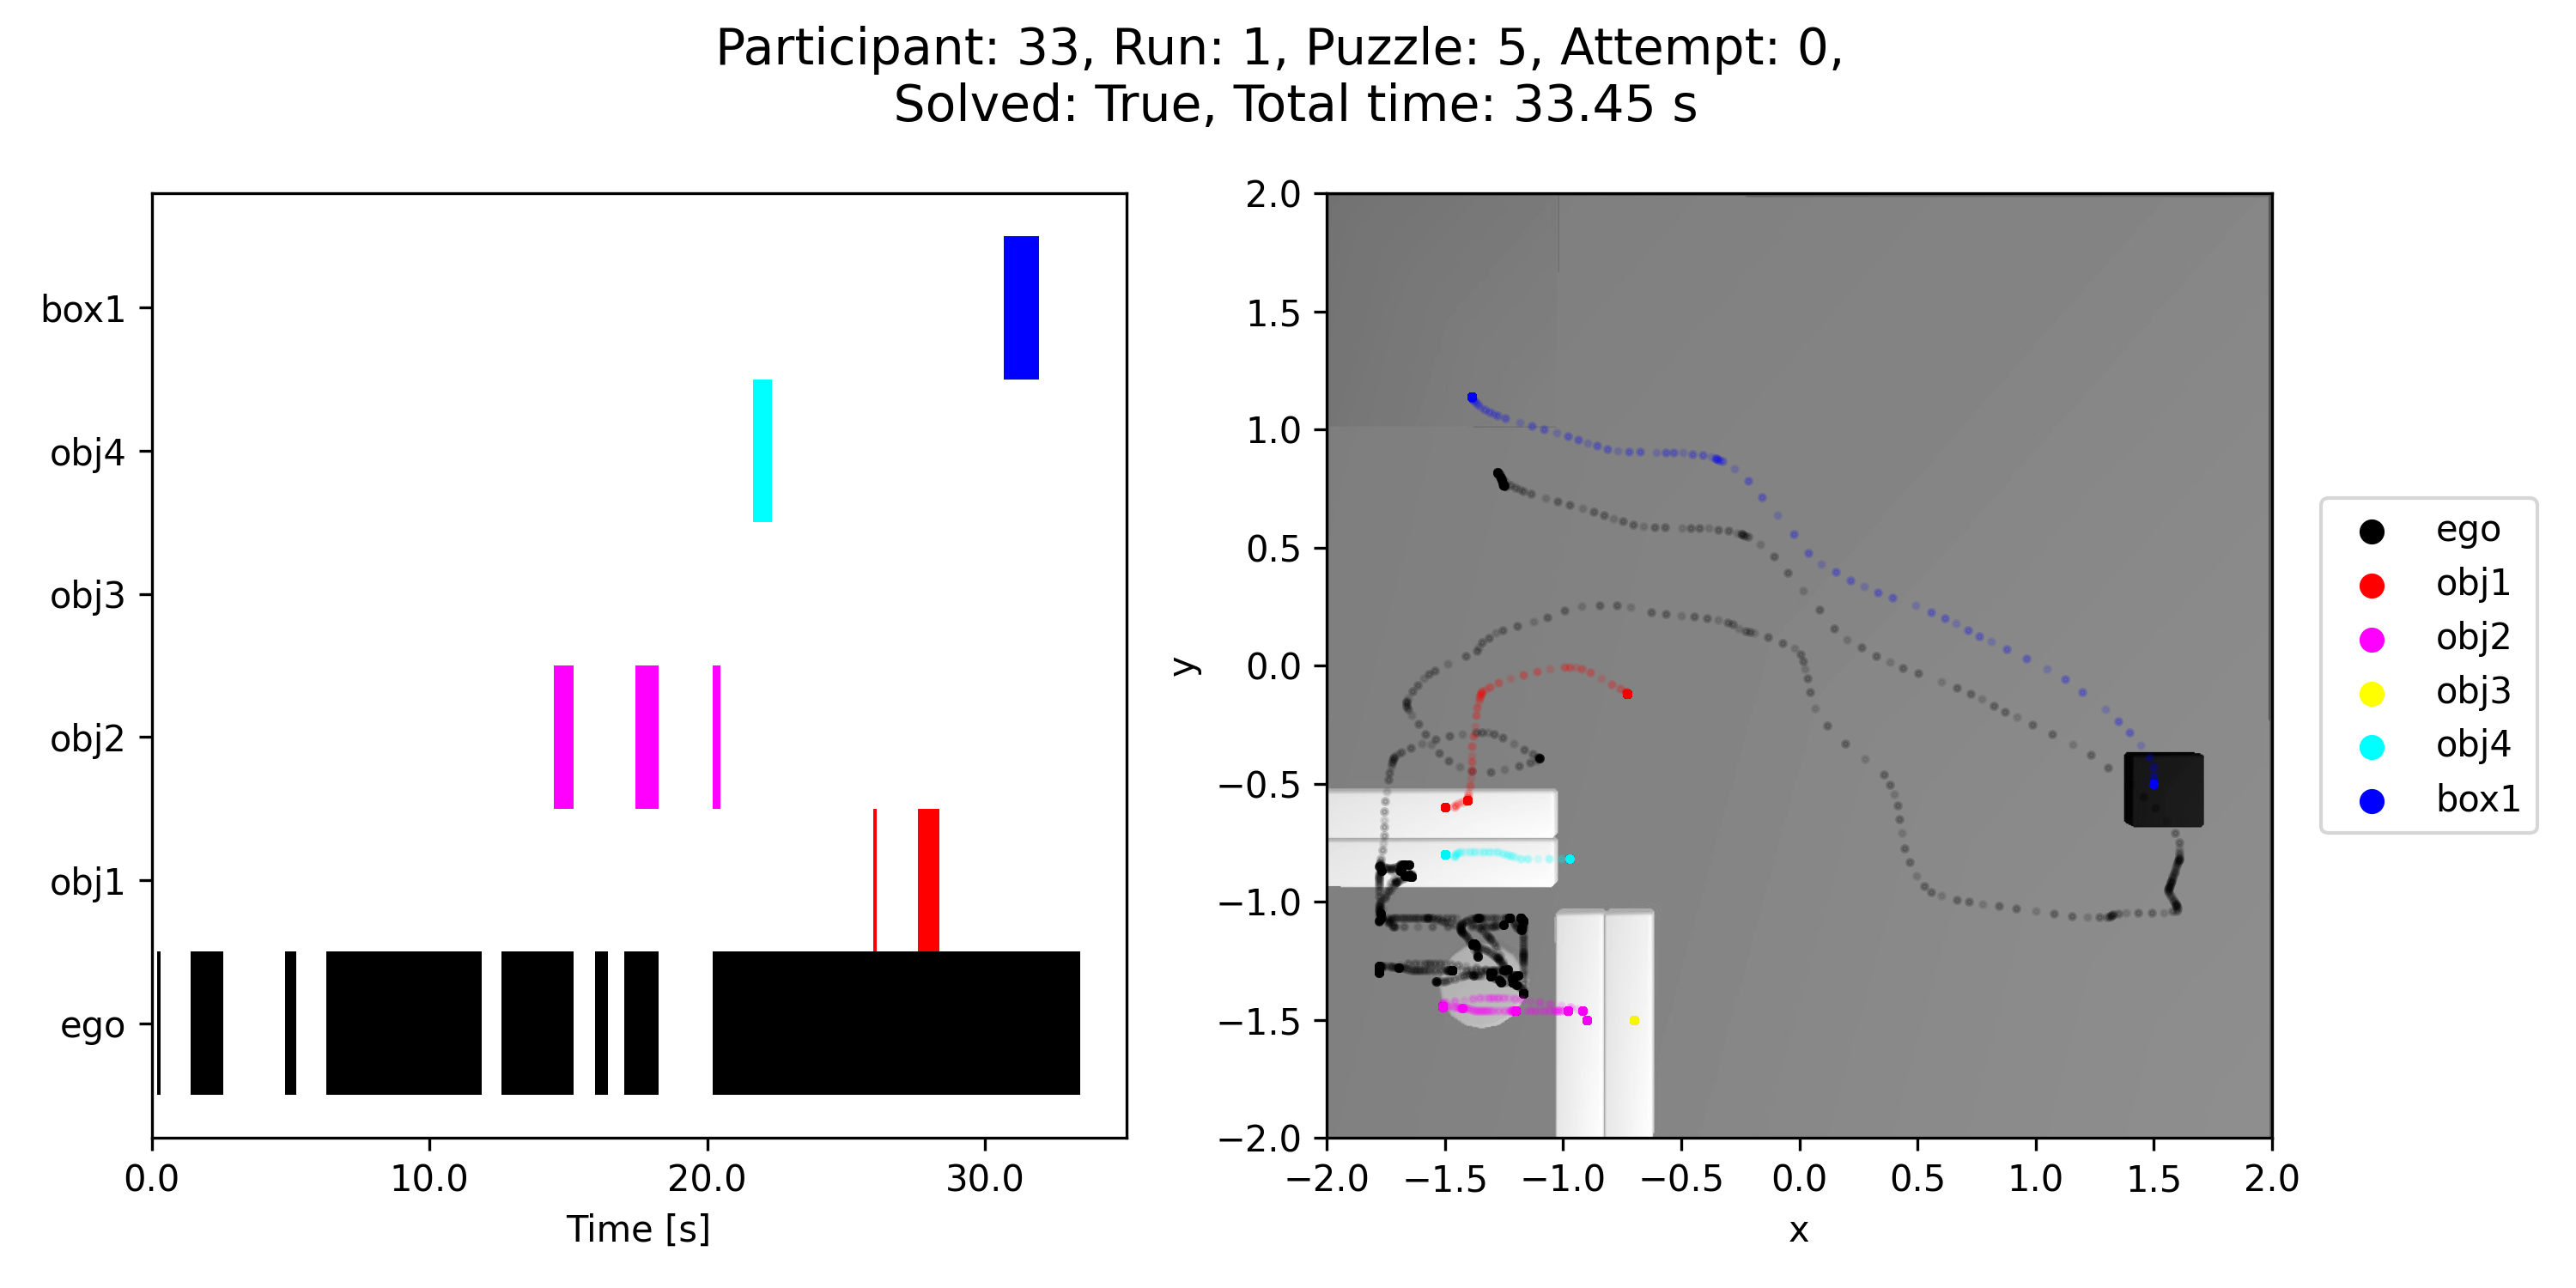 Participant: 33, Run: 1, Puzzle: 5, Attempt: 0,
Solved: True, Total time: 33.45 s
box1
obj4
obj3
obj2
obj1
ego
0.0 10.0 20.0 30.0
Time [s]
2.0
1.5
1.0
0.5
0.0
−0.5
−1.0
−1.5
−2.0
y
−2.0 −1.5 −1.0 −0.5 0.0 0.5 1.0 1.5 2.0
x
ego
obj1
obj2
obj3
obj4
box1